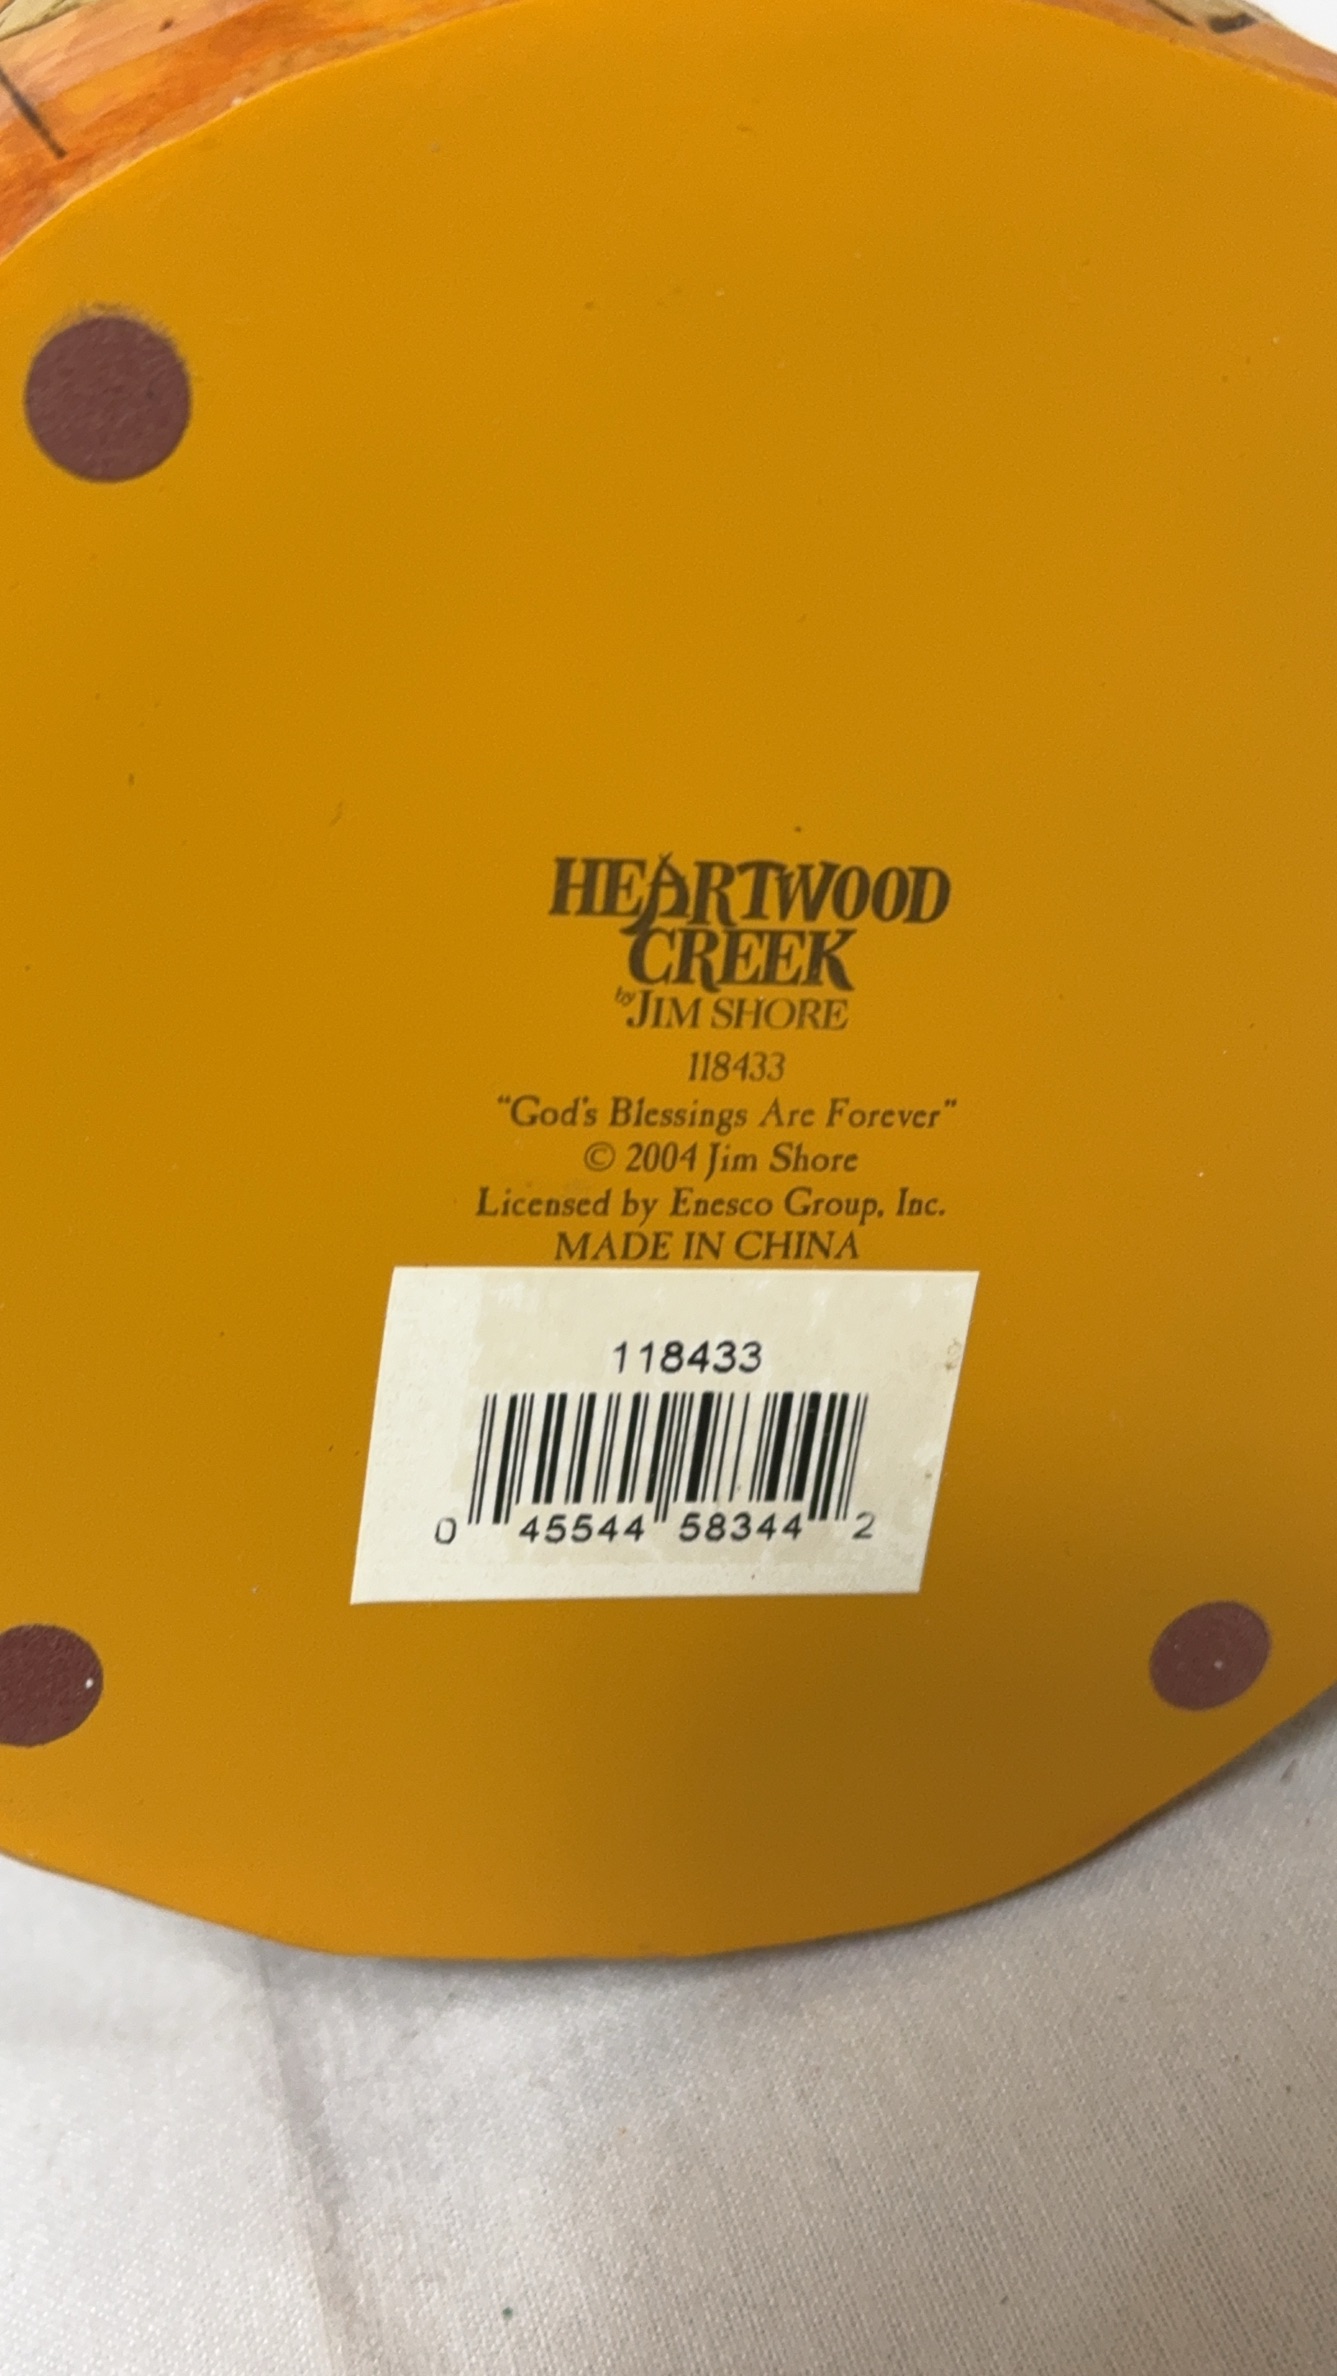 HEARTWOOD
CREEK
by JIM SHORE
118433
“God's Blessings Are Forever”
© 2004 Jim Shore
Licensed by Enesco Group, Inc.
MADE IN CHINA
118433
0 45544 58344 2